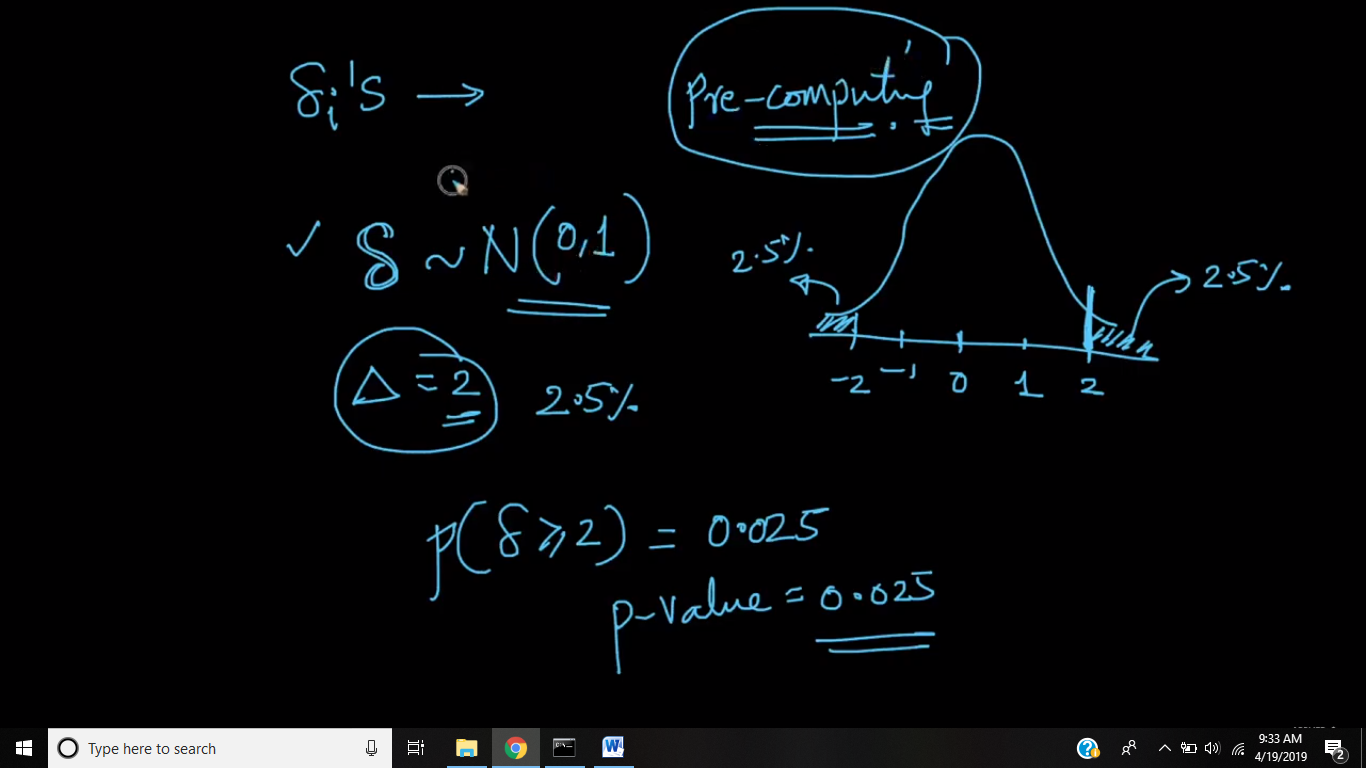 δᵢ's →
Pre-computing
✓ δ ~ N(0,1)
2.5%
2.5%
Δ = 2
2.5%
-2 -1 0 1 2
P(δ ≥ 2) = 0.025
p-value = 0.025
Type here to search
9:33 AM
4/19/2019
2